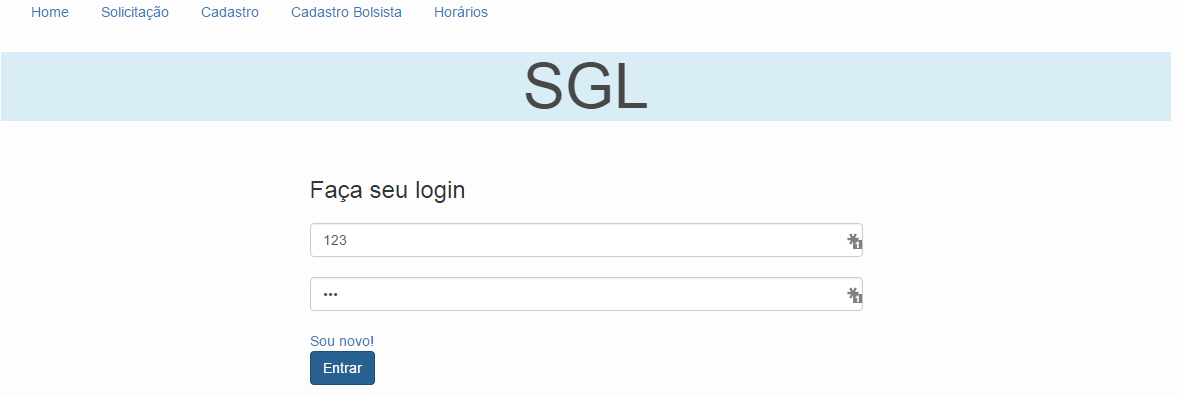 Home Solicitação Cadastro Cadastro Bolsista Horários
SGL
Faça seu login
123
•••
Sou novo!
Entrar